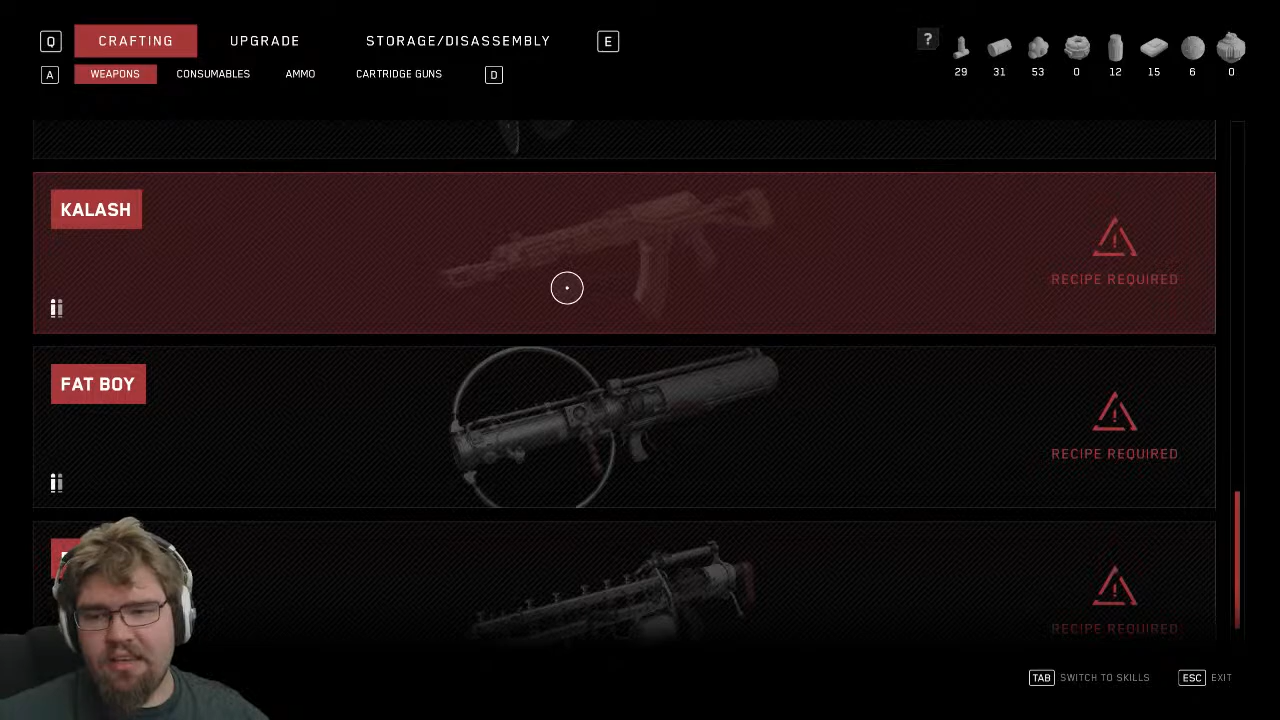 Q CRAFTING UPGRADE STORAGE/DISASSEMBLY E ?
A WEAPONS CONSUMABLES AMMO CARTRIDGE GUNS D
29 31 53 0 12 15 6 0
KALASH
RECIPE REQUIRED
FAT BOY
RECIPE REQUIRED
RECIPE REQUIRED
TAB SWITCH TO SKILLS ESC EXIT